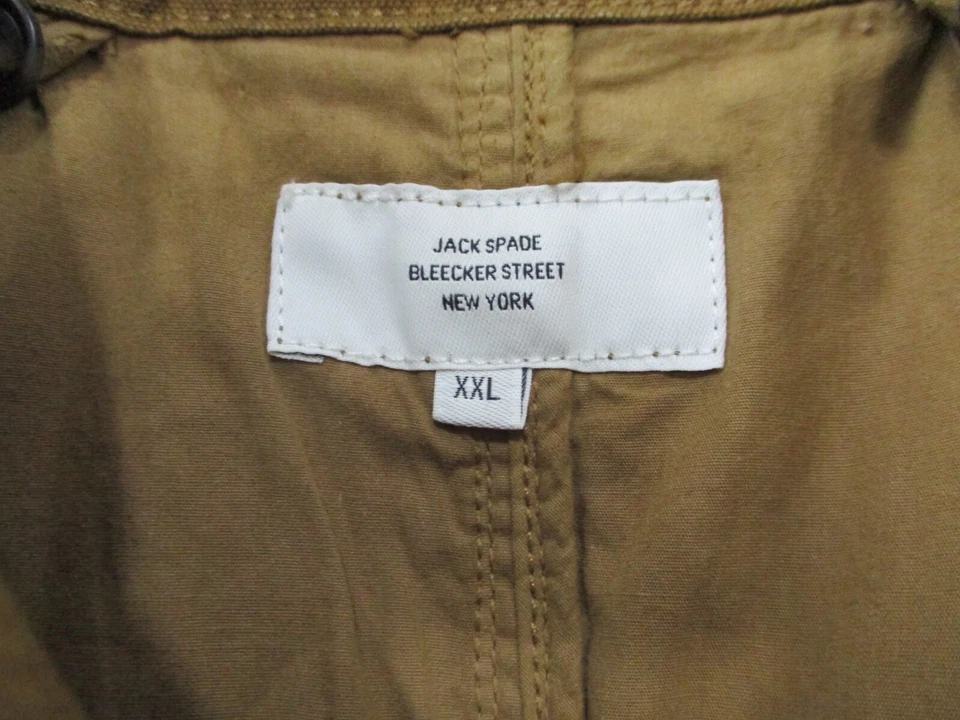 JACK SPADE
BLEECKER STREET
NEW YORK
XXL